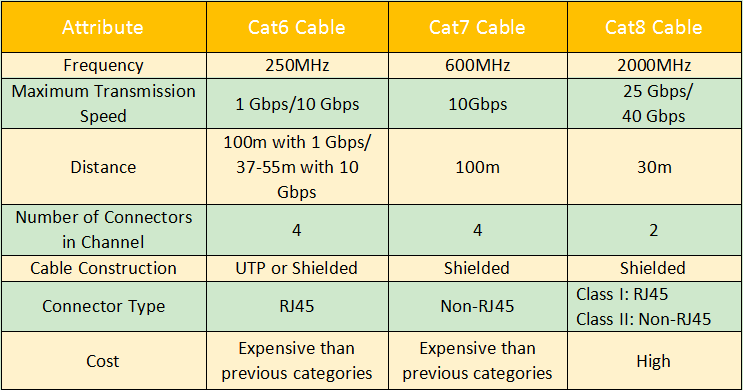 Attribute Cat6 Cable Cat7 Cable Cat8 Cable
Frequency 250MHz 600MHz 2000MHz
Maximum Transmission
Speed
1 Gbps/10 Gbps
10Gbps
25 Gbps/
40 Gbps
Distance
100m with 1 Gbps/
37-55m with 10
Gbps
100m
30m
Number of Connectors
in Channel
4
4
2
Cable Construction UTP or Shielded Shielded Shielded
Connector Type
RJ45
Non-RJ45
Class I: RJ45
Class II: Non-RJ45
Cost
Expensive than
previous categories
Expensive than
previous categories
High